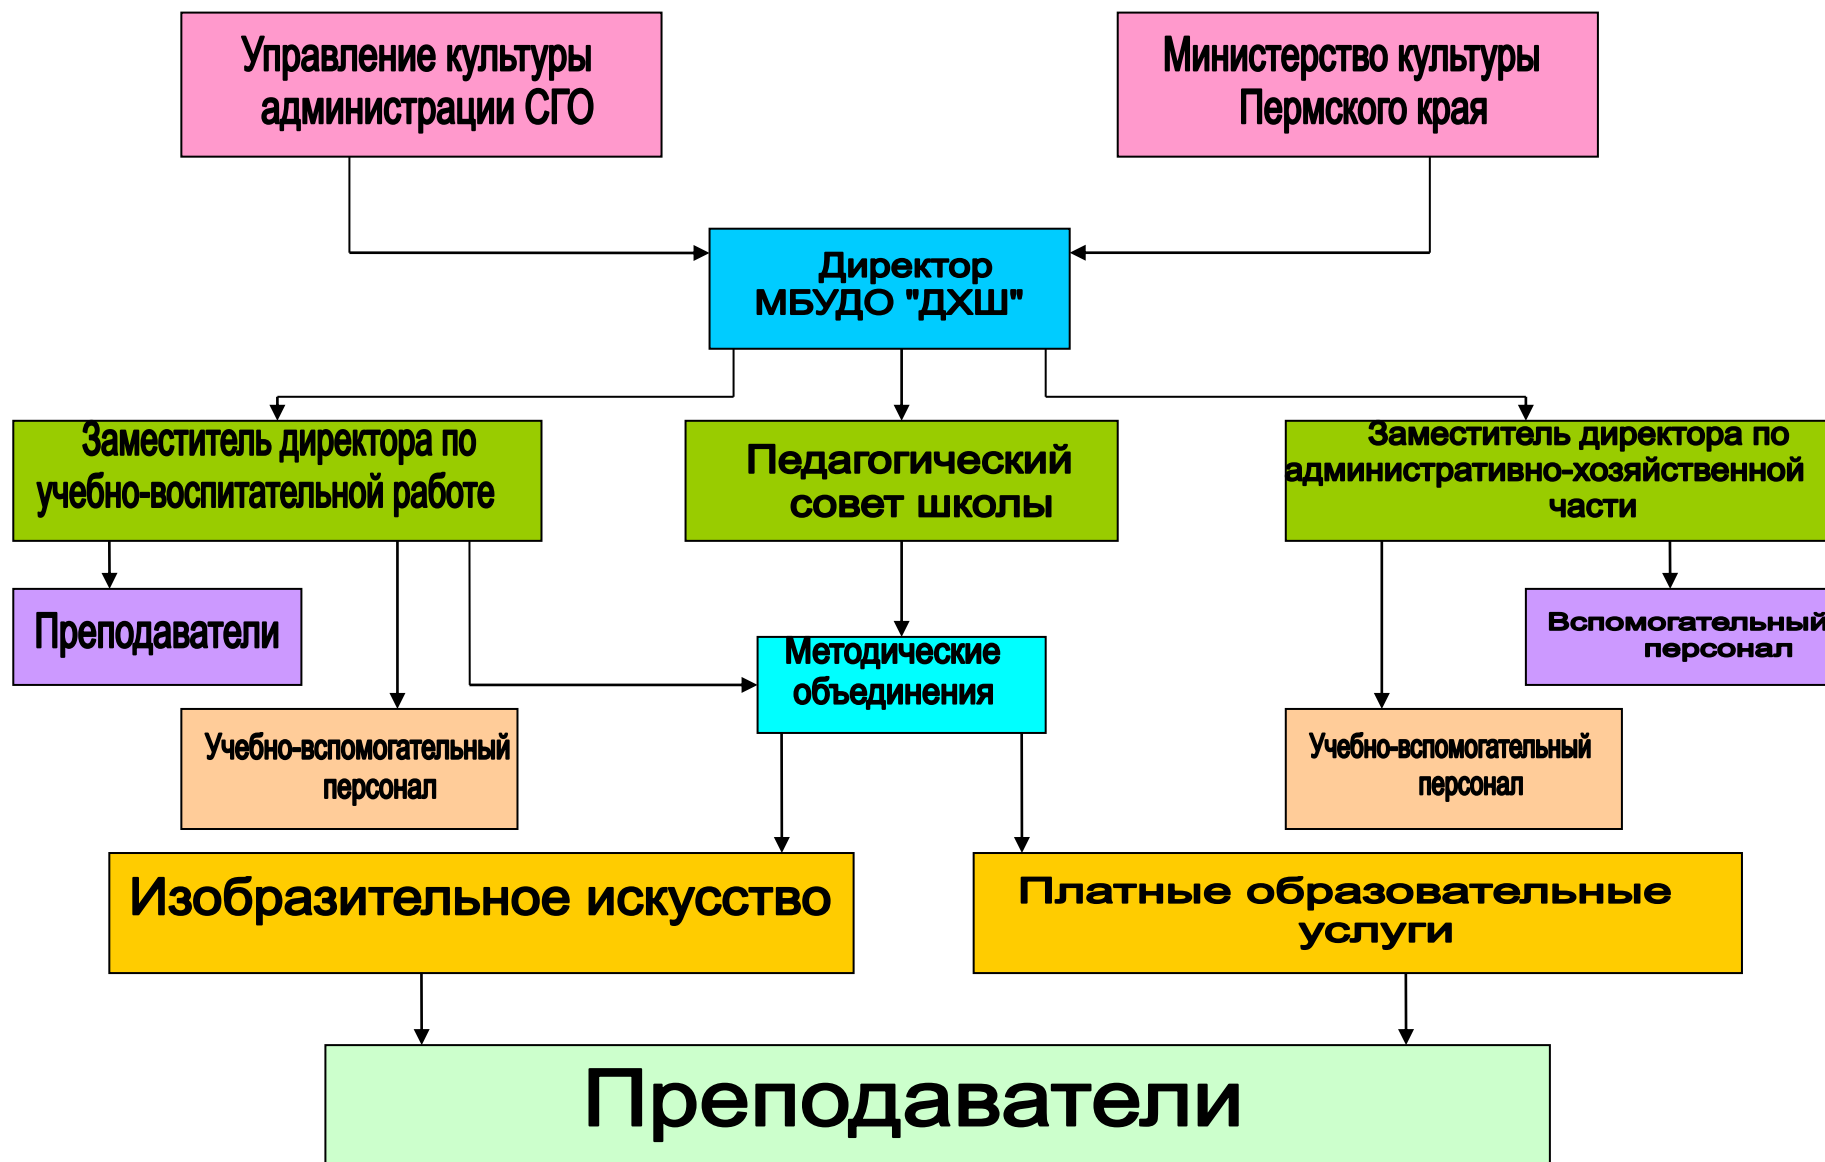 Управление культуры
администрации СГО
Министерство культуры
Пермского края
Директор
МБУДО "ДХШ"
Заместитель директора по
учебно-воспитательной работе
Педагогический
совет школы
Заместитель директора по
административно-хозяйственной
части
Преподаватели
Методические
объединения
Вспомогательный
персонал
Учебно-вспомогательный
персонал
Учебно-вспомогательный
персонал
Изобразительное искусство
Платные образовательные
услуги
Преподаватели